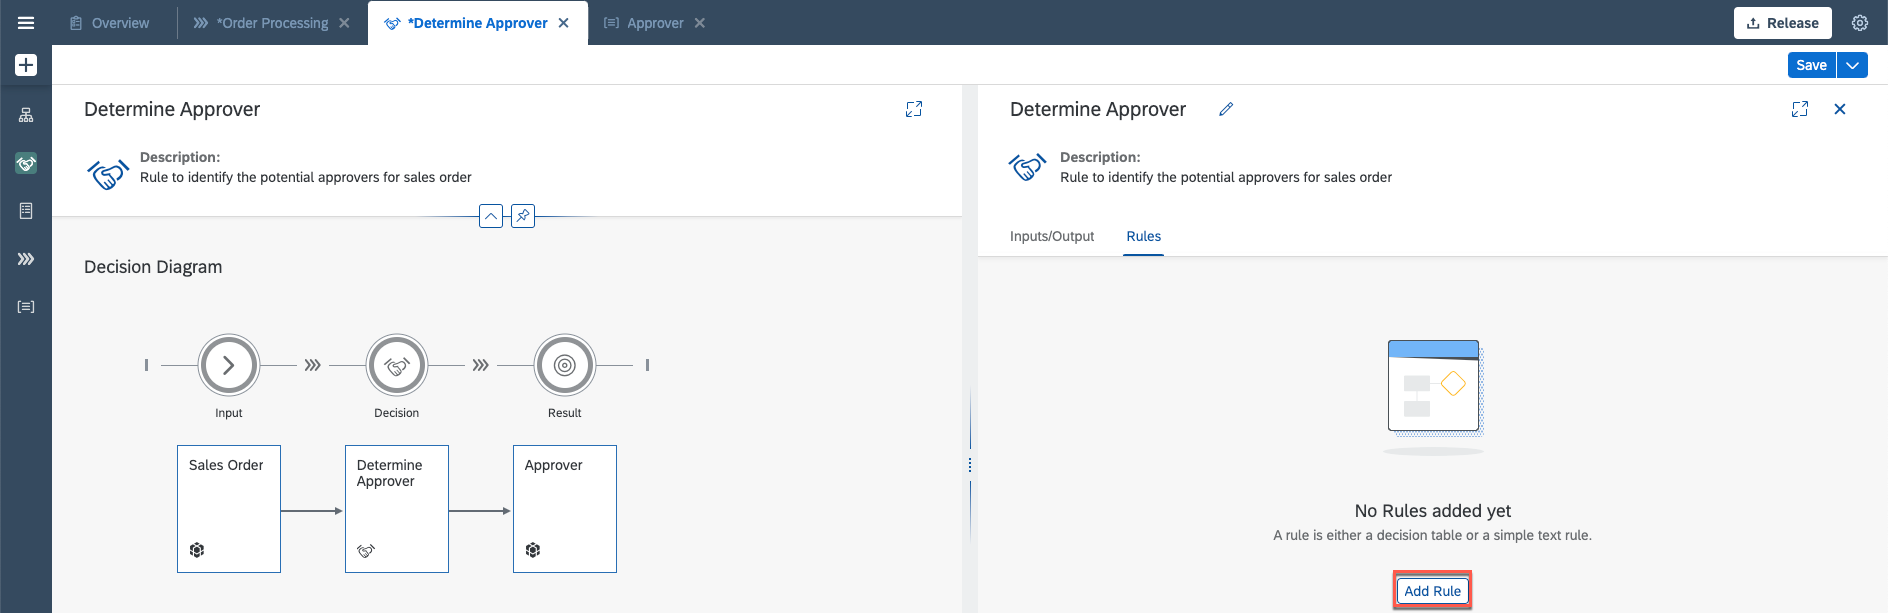 Overview
*Order Processing
*Determine Approver
Approver
Release
Save
Determine Approver
Description:
Rule to identify the potential approvers for sales order
Decision Diagram
Input
Decision
Result
Sales Order
Determine
Approver
Approver
Determine Approver
Description:
Rule to identify the potential approvers for sales order
Inputs/Output
Rules
No Rules added yet
A rule is either a decision table or a simple text rule.
Add Rule